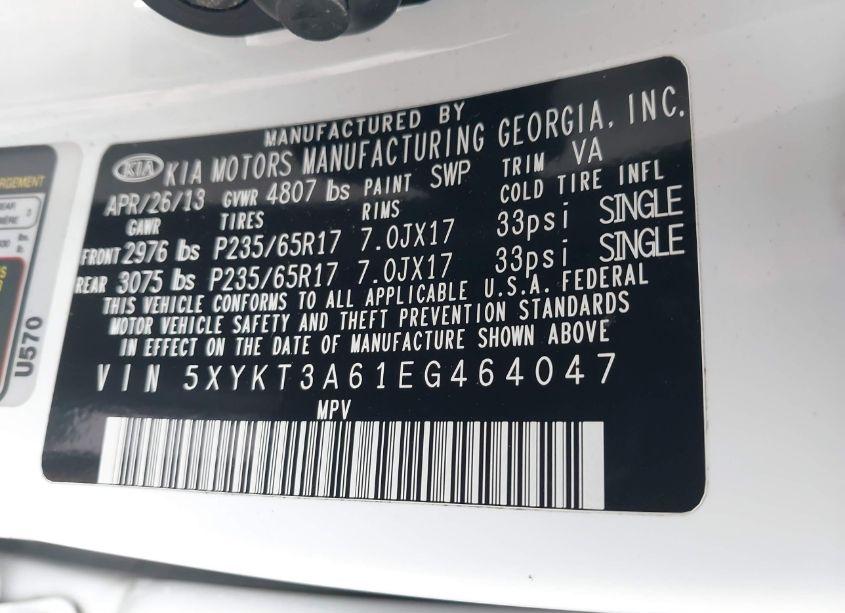 MANUFACTURED BY
KIA KIA MOTORS MANUFACTURING GEORGIA, INC.
APR/26/13 GVWR 4807 lbs PAINT SWP TRIM VA
GAWR TIRES RIMS COLD TIRE INFL
FRONT 2976 lbs P235/65R17 7.0JX17 33psi SINGLE
REAR 3075 lbs P235/65R17 7.0JX17 33psi SINGLE
THIS VEHICLE CONFORMS TO ALL APPLICABLE U.S.A. FEDERAL
MOTOR VEHICLE SAFETY AND THEFT PREVENTION STANDARDS
IN EFFECT ON THE DATE OF MANUFACTURE SHOWN ABOVE
VIN 5XYKT3A61EG464047
MPV
U570